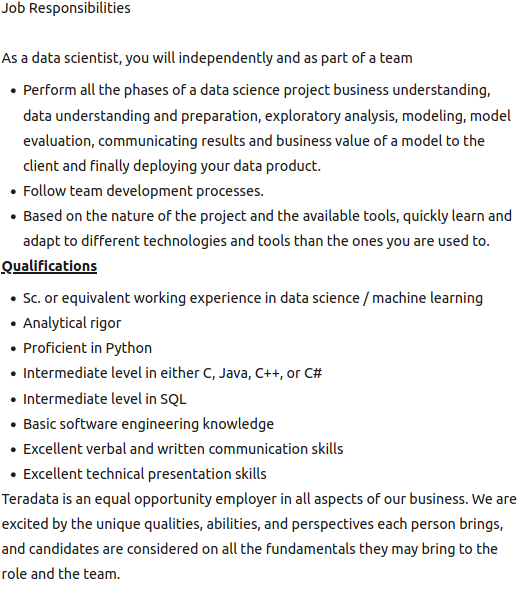 Job Responsibilities
As a data scientist, you will independently and as part of a team
• Perform all the phases of a data science project business understanding,
data understanding and preparation, exploratory analysis, modeling, model
evaluation, communicating results and business value of a model to the
client and finally deploying your data product.
• Follow team development processes.
• Based on the nature of the project and the available tools, quickly learn and
adapt to different technologies and tools than the ones you are used to.
Qualifications
• Sc. or equivalent working experience in data science / machine learning
• Analytical rigor
• Proficient in Python
• Intermediate level in either C, Java, C++, or C#
• Intermediate level in SQL
• Basic software engineering knowledge
• Excellent verbal and written communication skills
• Excellent technical presentation skills
Teradata is an equal opportunity employer in all aspects of our business. We are
excited by the unique qualities, abilities, and perspectives each person brings,
and candidates are considered on all the fundamentals they may bring to the
role and the team.